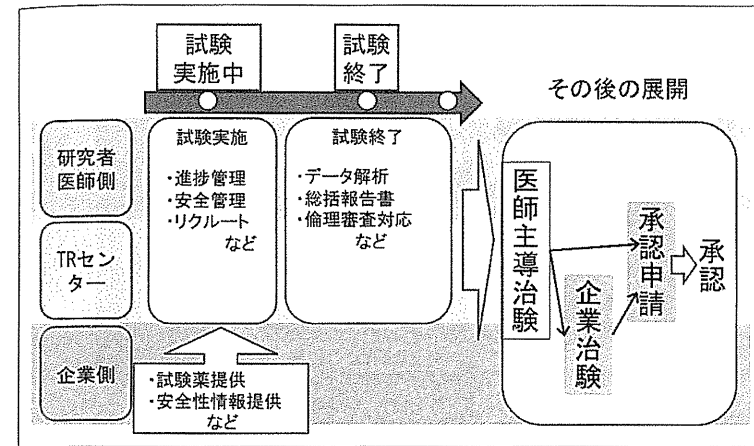 試験
実施中
試験
終了
その後の展開
研究者
医師側
TRセン
ター
企業側
試験実施
・進捗管理
・安全管理
・リクルート
など
試験終了
・データ解析
・総括報告書
・倫理審査対応
など
・試験薬提供
・安全性情報提供
など
医師主導治験
企業治験
承認申請
承認